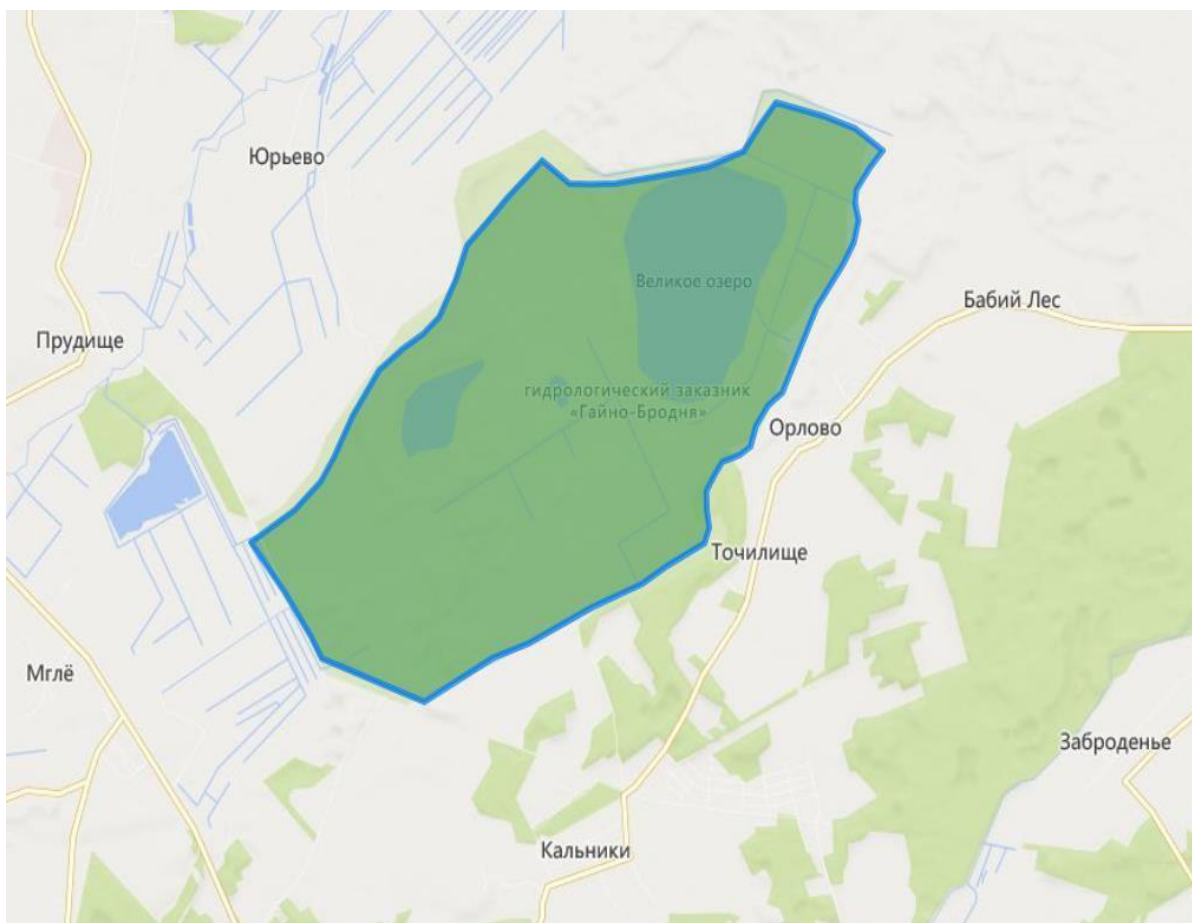 Юрьево
Великое озеро
Бабий Лес
Прудище
гидрологический заказник
«Гайно-Бродня»
Орлово
Точилище
Мглё
Заброденье
Кальники